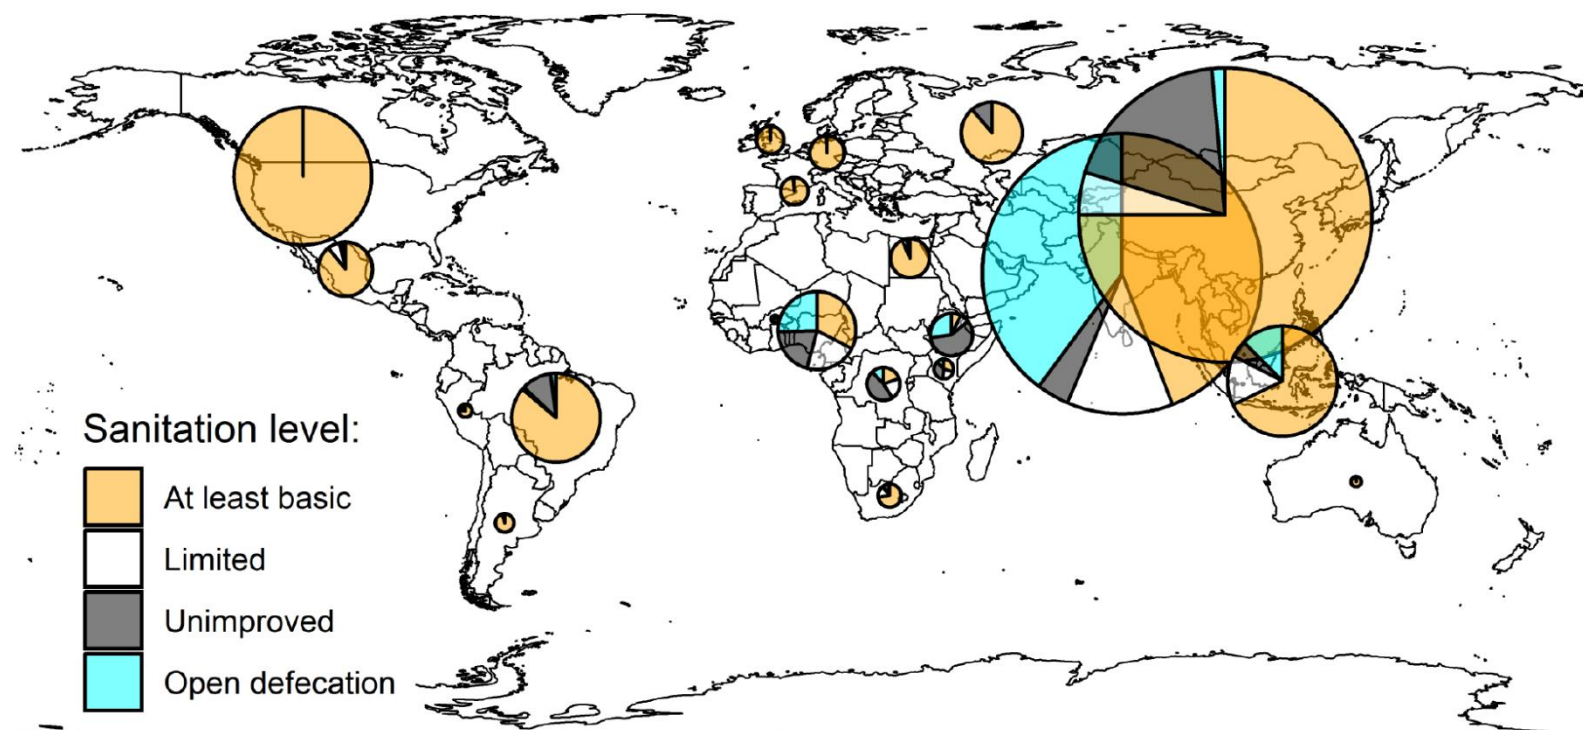 Sanitation level:
At least basic
Limited
Unimproved
Open defecation